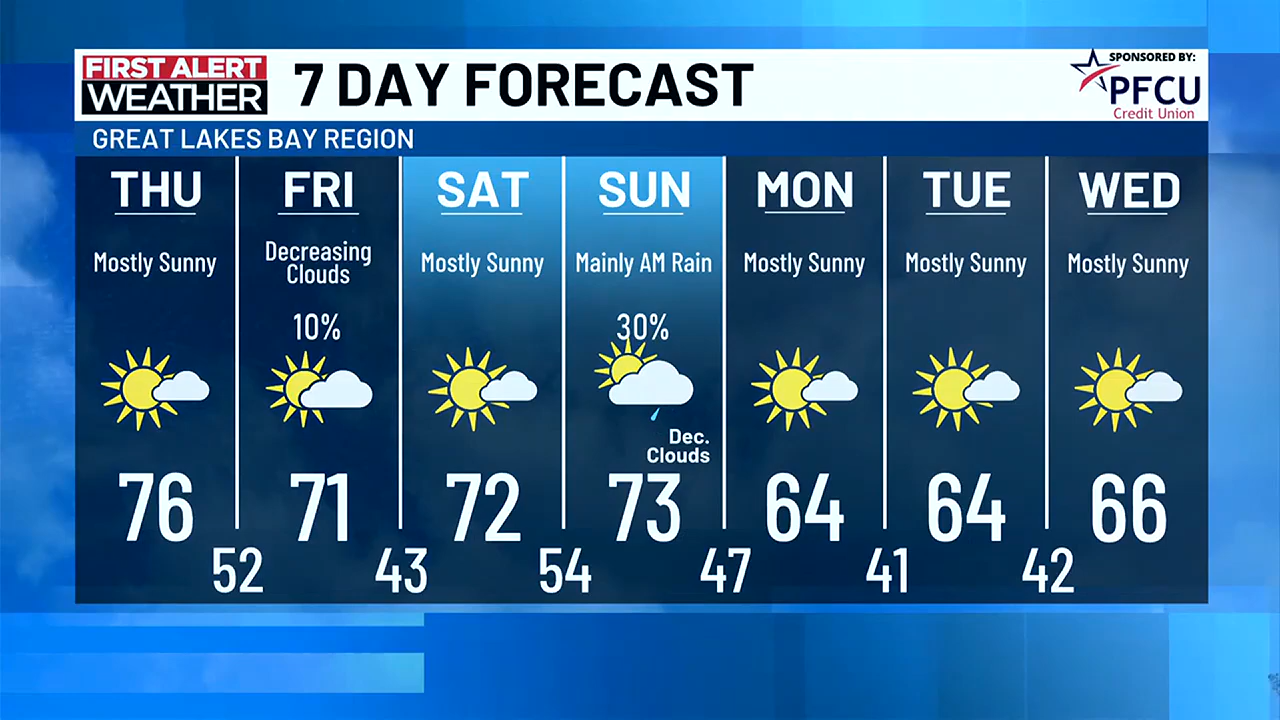 FIRST ALERT
WEATHER
7 DAY FORECAST
SPONSORED BY:
PFCU
Credit Union
GREAT LAKES BAY REGION
THU
FRI
SAT
SUN
MON
TUE
WED
Mostly Sunny
Decreasing
Clouds
Mostly Sunny
Mainly AM Rain
Mostly Sunny
Mostly Sunny
Mostly Sunny
10%
30%
Dec.
Clouds
76
71
72
73
64
64
66
52
43
54
47
41
42